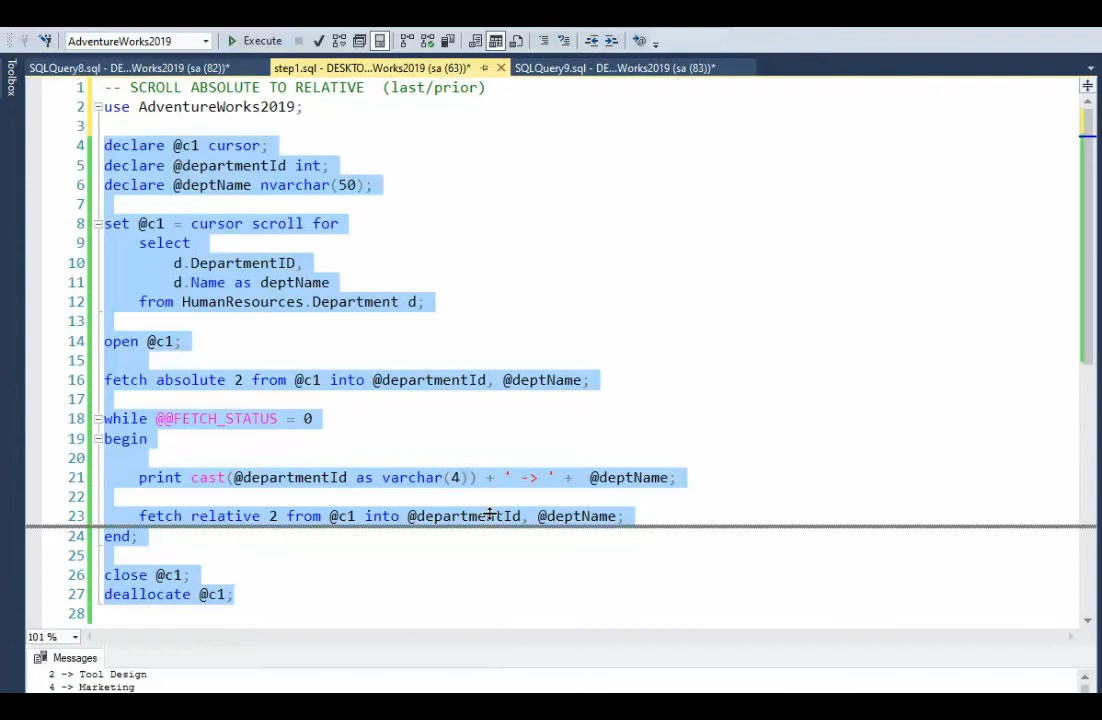 AdventureWorks2019
Execute
Toolbox
SQLQuery8.sql - DE...Works2019 (sa (82))*
step1.sql - DESKTO...Works2019 (sa (63))*
SQLQuery9.sql - DE...Works2019 (sa (83))*
1 -- SCROLL ABSOLUTE TO RELATIVE (last/prior)
2 use AdventureWorks2019;
3
4 declare @c1 cursor;
5 declare @departmentId int;
6 declare @deptName nvarchar(50);
7
8 set @c1 = cursor scroll for
9 select
10 d.DepartmentID,
11 d.Name as deptName
12 from HumanResources.Department d;
13
14 open @c1;
15
16 fetch absolute 2 from @c1 into @departmentId, @deptName;
17
18 while @@FETCH_STATUS = 0
19 begin
20
21 print cast(@departmentId as varchar(4)) + ' -> ' + @deptName;
22
23 fetch relative 2 from @c1 into @departmentId, @deptName;
24 end;
25
26 close @c1;
27 deallocate @c1;
28
101 %
Messages
2 -> Tool Design
4 -> Marketing